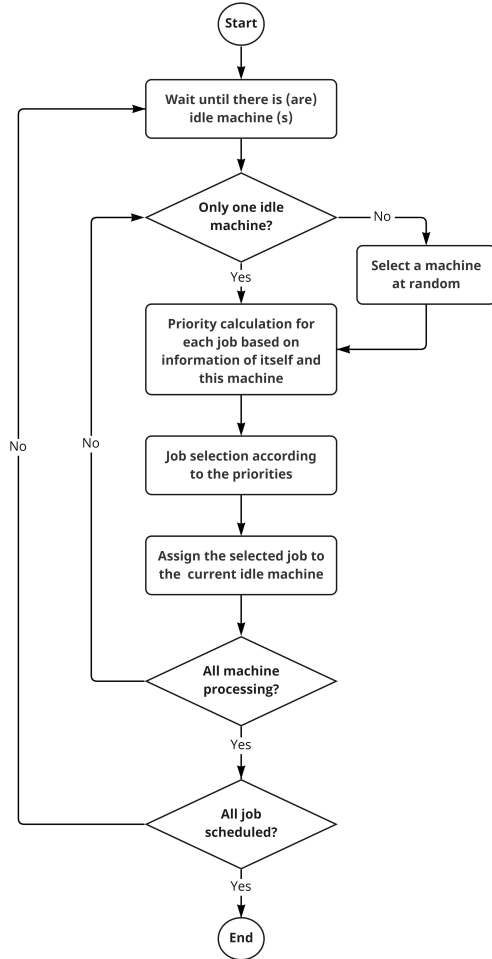 Start
Wait until there is (are)
idle machine (s)
Only one idle
machine?
No
Yes
Select a machine
at random
Priority calculation for
each job based on
information of itself and
this machine
No
No
Job selection according
to the priorities
Assign the selected job to
the current idle machine
All machine
processing?
Yes
All job
scheduled?
Yes
End